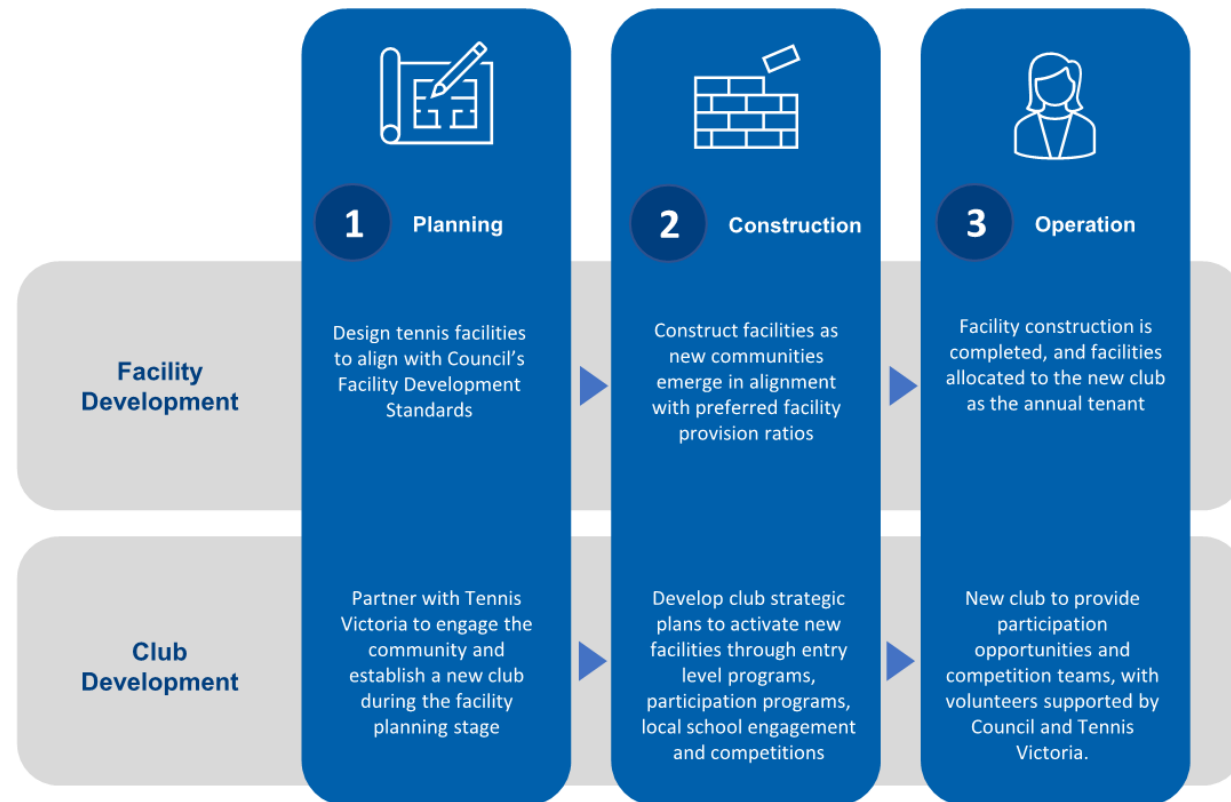 1 Planning
2 Construction
3 Operation
Facility
Development
Design tennis facilities
to align with Council's
Facility Development
Standards
Construct facilities as
new communities
emerge in alignment
with preferred facility
provision ratios
Facility construction is
completed, and facilities
allocated to the new club
as the annual tenant
Club
Development
Partner with Tennis
Victoria to engage the
community and
establish a new club
during the facility
planning stage
Develop club strategic
plans to activate new
facilities through entry
level programs,
participation programs,
local school engagement
and competitions
New club to provide
participation
opportunities and
competition teams, with
volunteers supported by
Council and Tennis
Victoria.